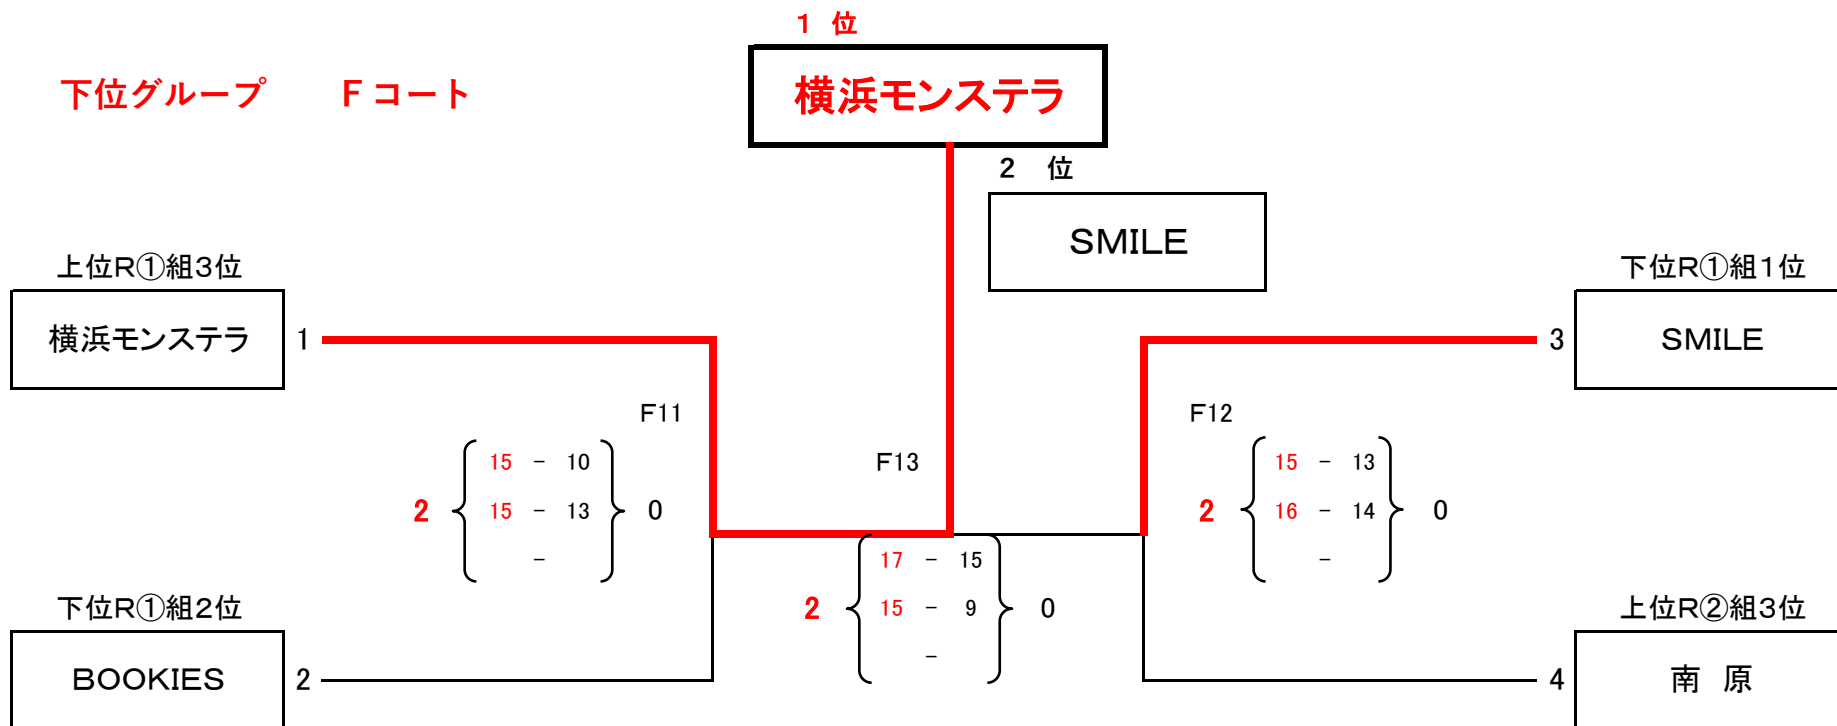 1 位
下位グループ Fコート
横浜モンステラ
2 位
SMILE
上位R①組3位
下位R①組1位
横浜モンステラ 1
3 SMILE
F11
F12
15 - 10
F13
15 - 13
2 15 - 13 0
2 16 - 14 0
-
17 - 15
-
下位R①組2位
2 15 - 9 0
上位R②組3位
-
BOOKIES 2
4 南 原